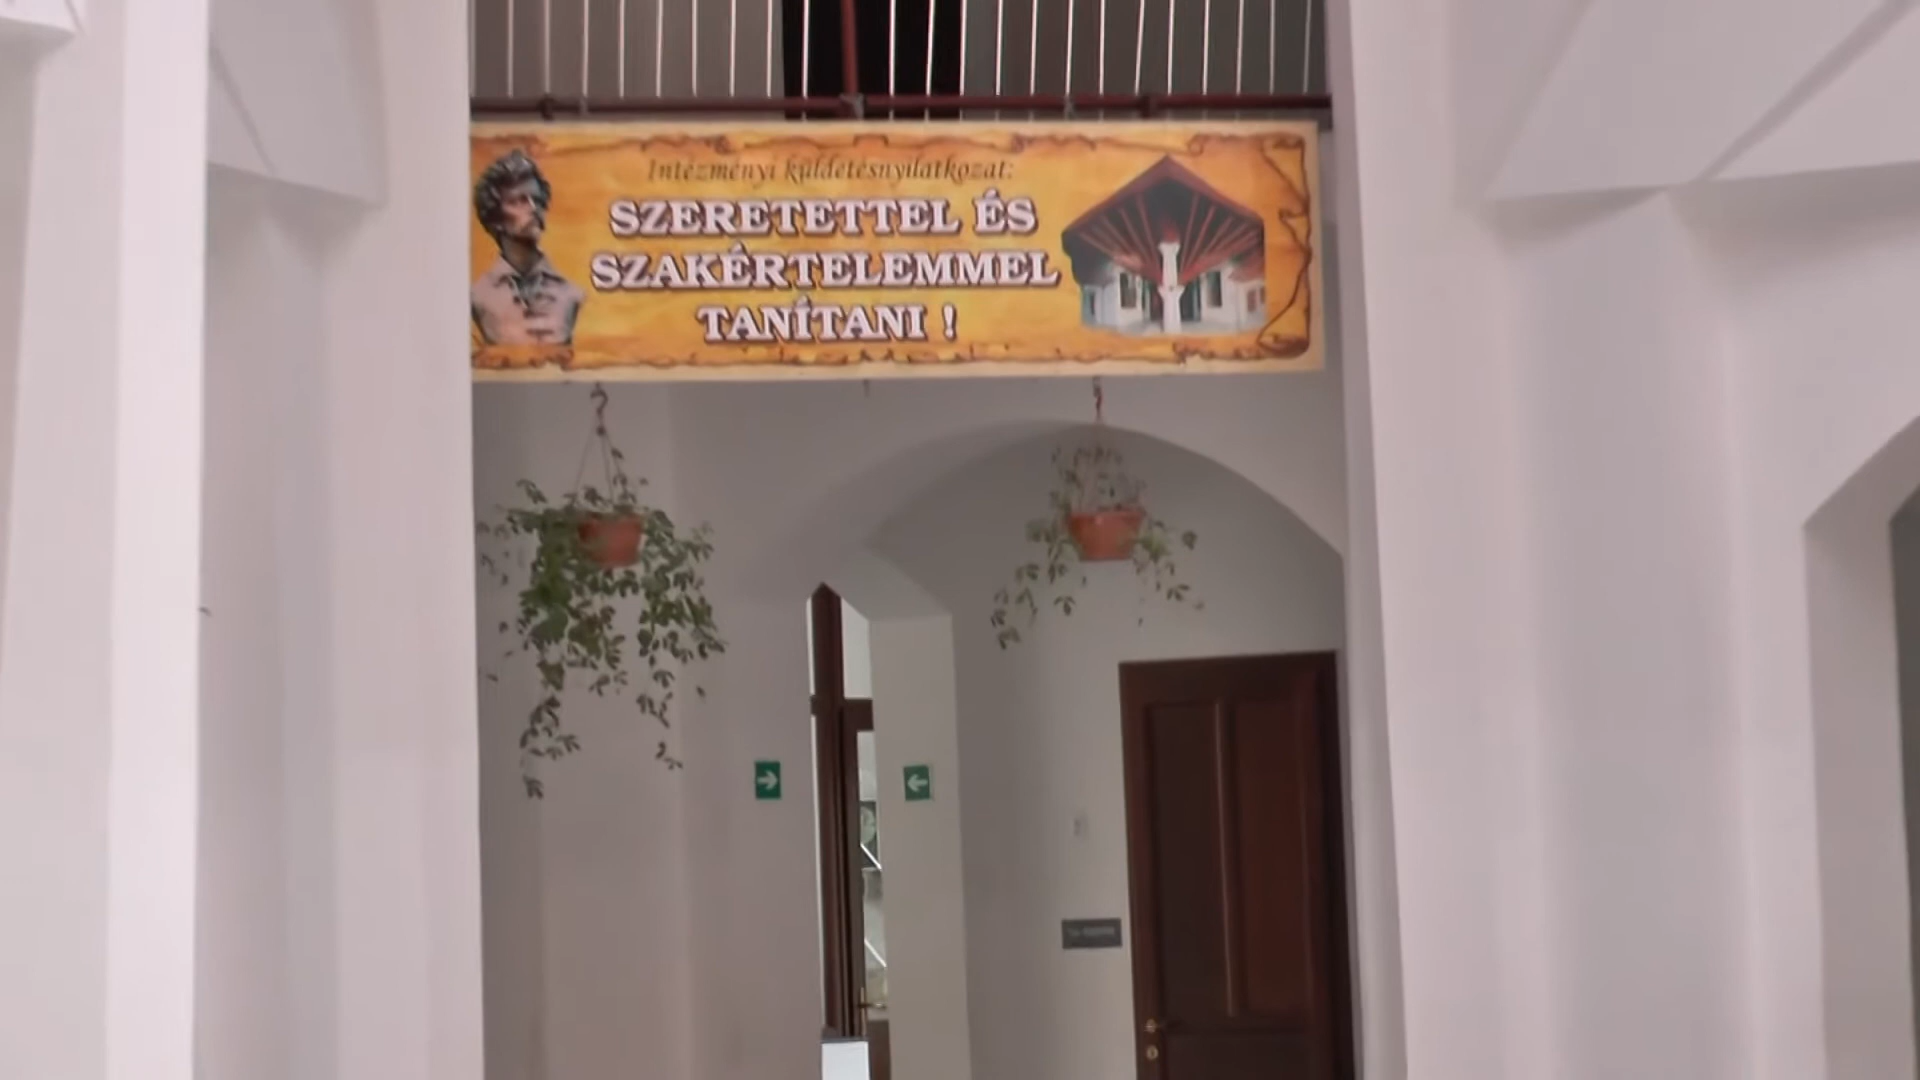 Intézményi küldetésnyilatkozat:
SZERETETTEL ÉS
SZAKÉRTELEMMEL
TANÍTANI !